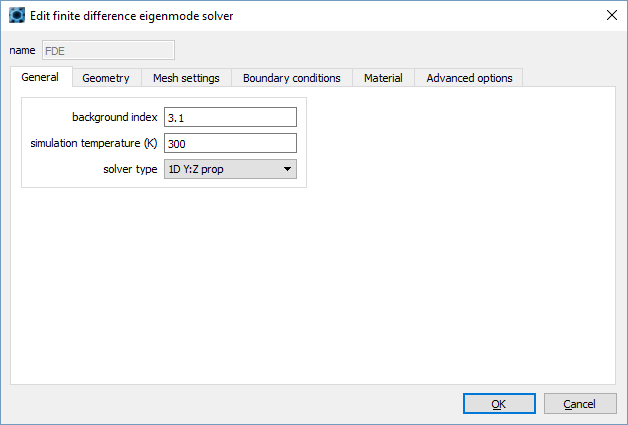 Edit finite difference eigenmode solver
name FDE
General Geometry Mesh settings Boundary conditions Material Advanced options
background index 3.1
simulation temperature (K) 300
solver type 1D Y:Z prop
OK Cancel